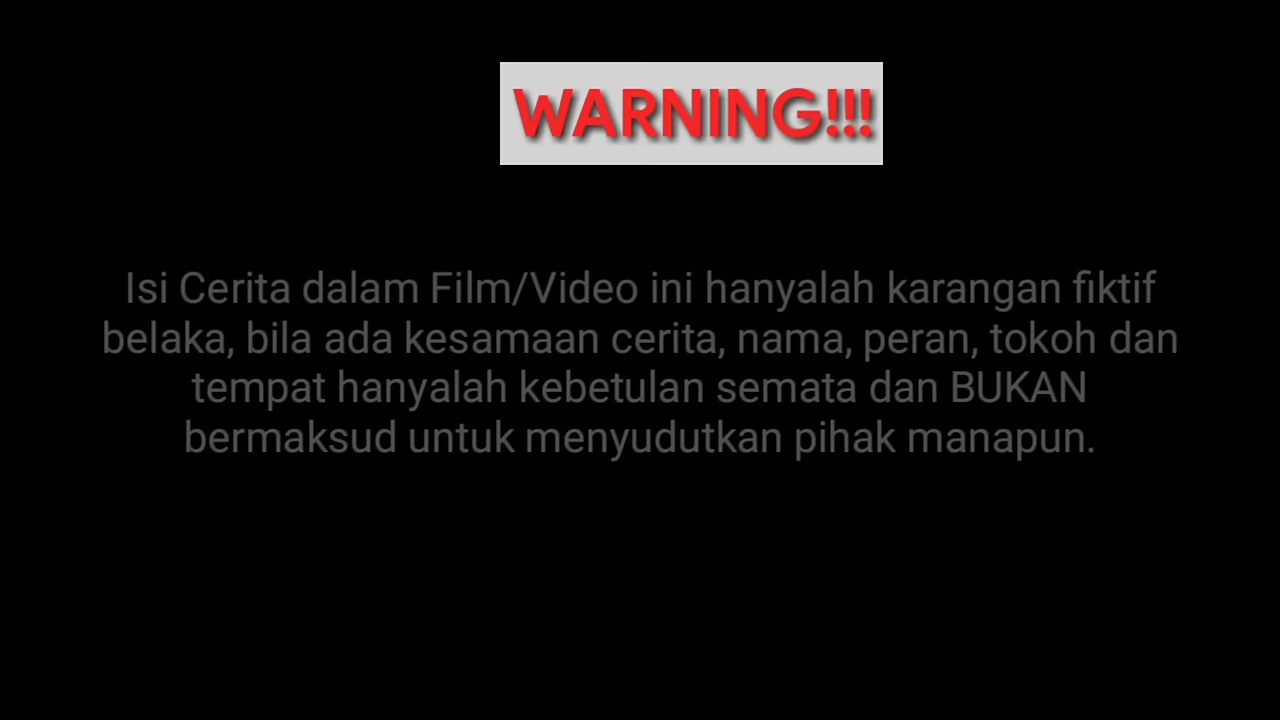 WARNING!!!
Isi Cerita dalam Film/Video ini hanyalah karangan fiktif
belaka, bila ada kesamaan cerita, nama, peran, tokoh dan
tempat hanyalah kebetulan semata dan BUKAN
bermaksud untuk menyudutkan pihak manapun.